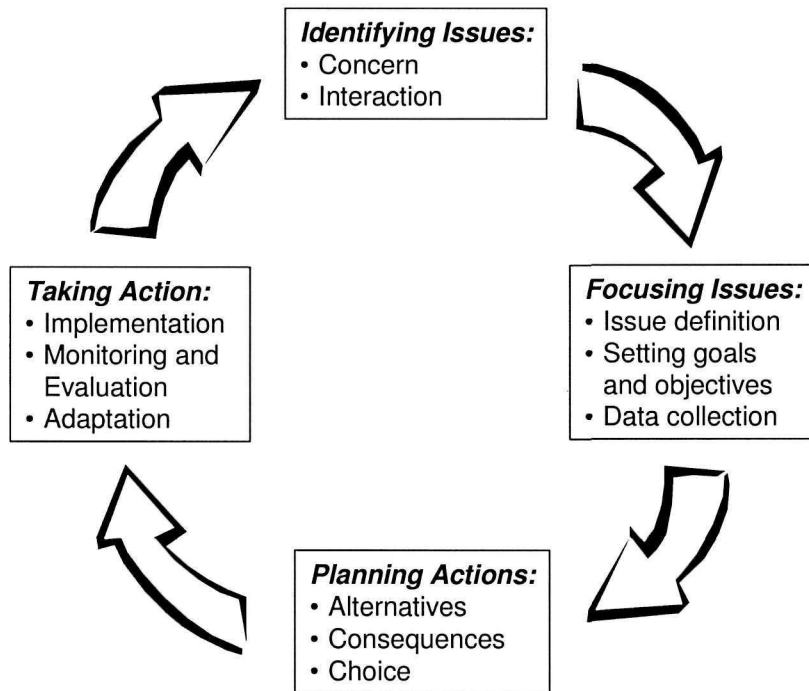 Identifying Issues:
• Concern
• Interaction
Taking Action:
• Implementation
• Monitoring and
Evaluation
• Adaptation
Focusing Issues:
• Issue definition
• Setting goals
and objectives
• Data collection
Planning Actions:
• Alternatives
• Consequences
• Choice